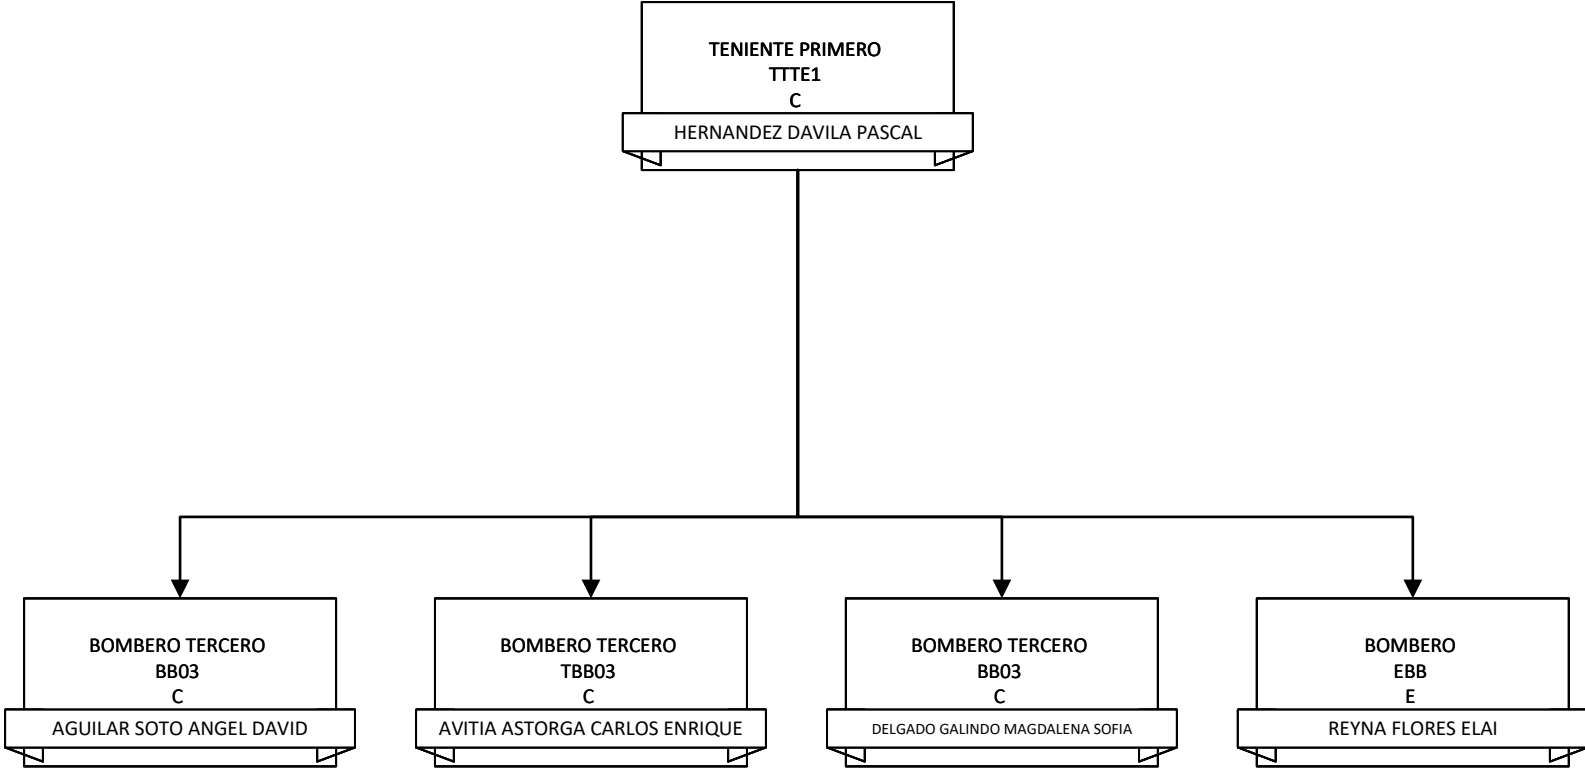 TENIENTE PRIMERO
TTTE1
C
HERNANDEZ DAVILA PASCAL
BOMBERO TERCERO
BB03
C
AGUILAR SOTO ANGEL DAVID
BOMBERO TERCERO
TBB03
C
AVITIA ASTORGA CARLOS ENRIQUE
BOMBERO TERCERO
BB03
C
DELGADO GALINDO MAGDALENA SOFIA
BOMBERO
EBB
E
REYNA FLORES ELAI